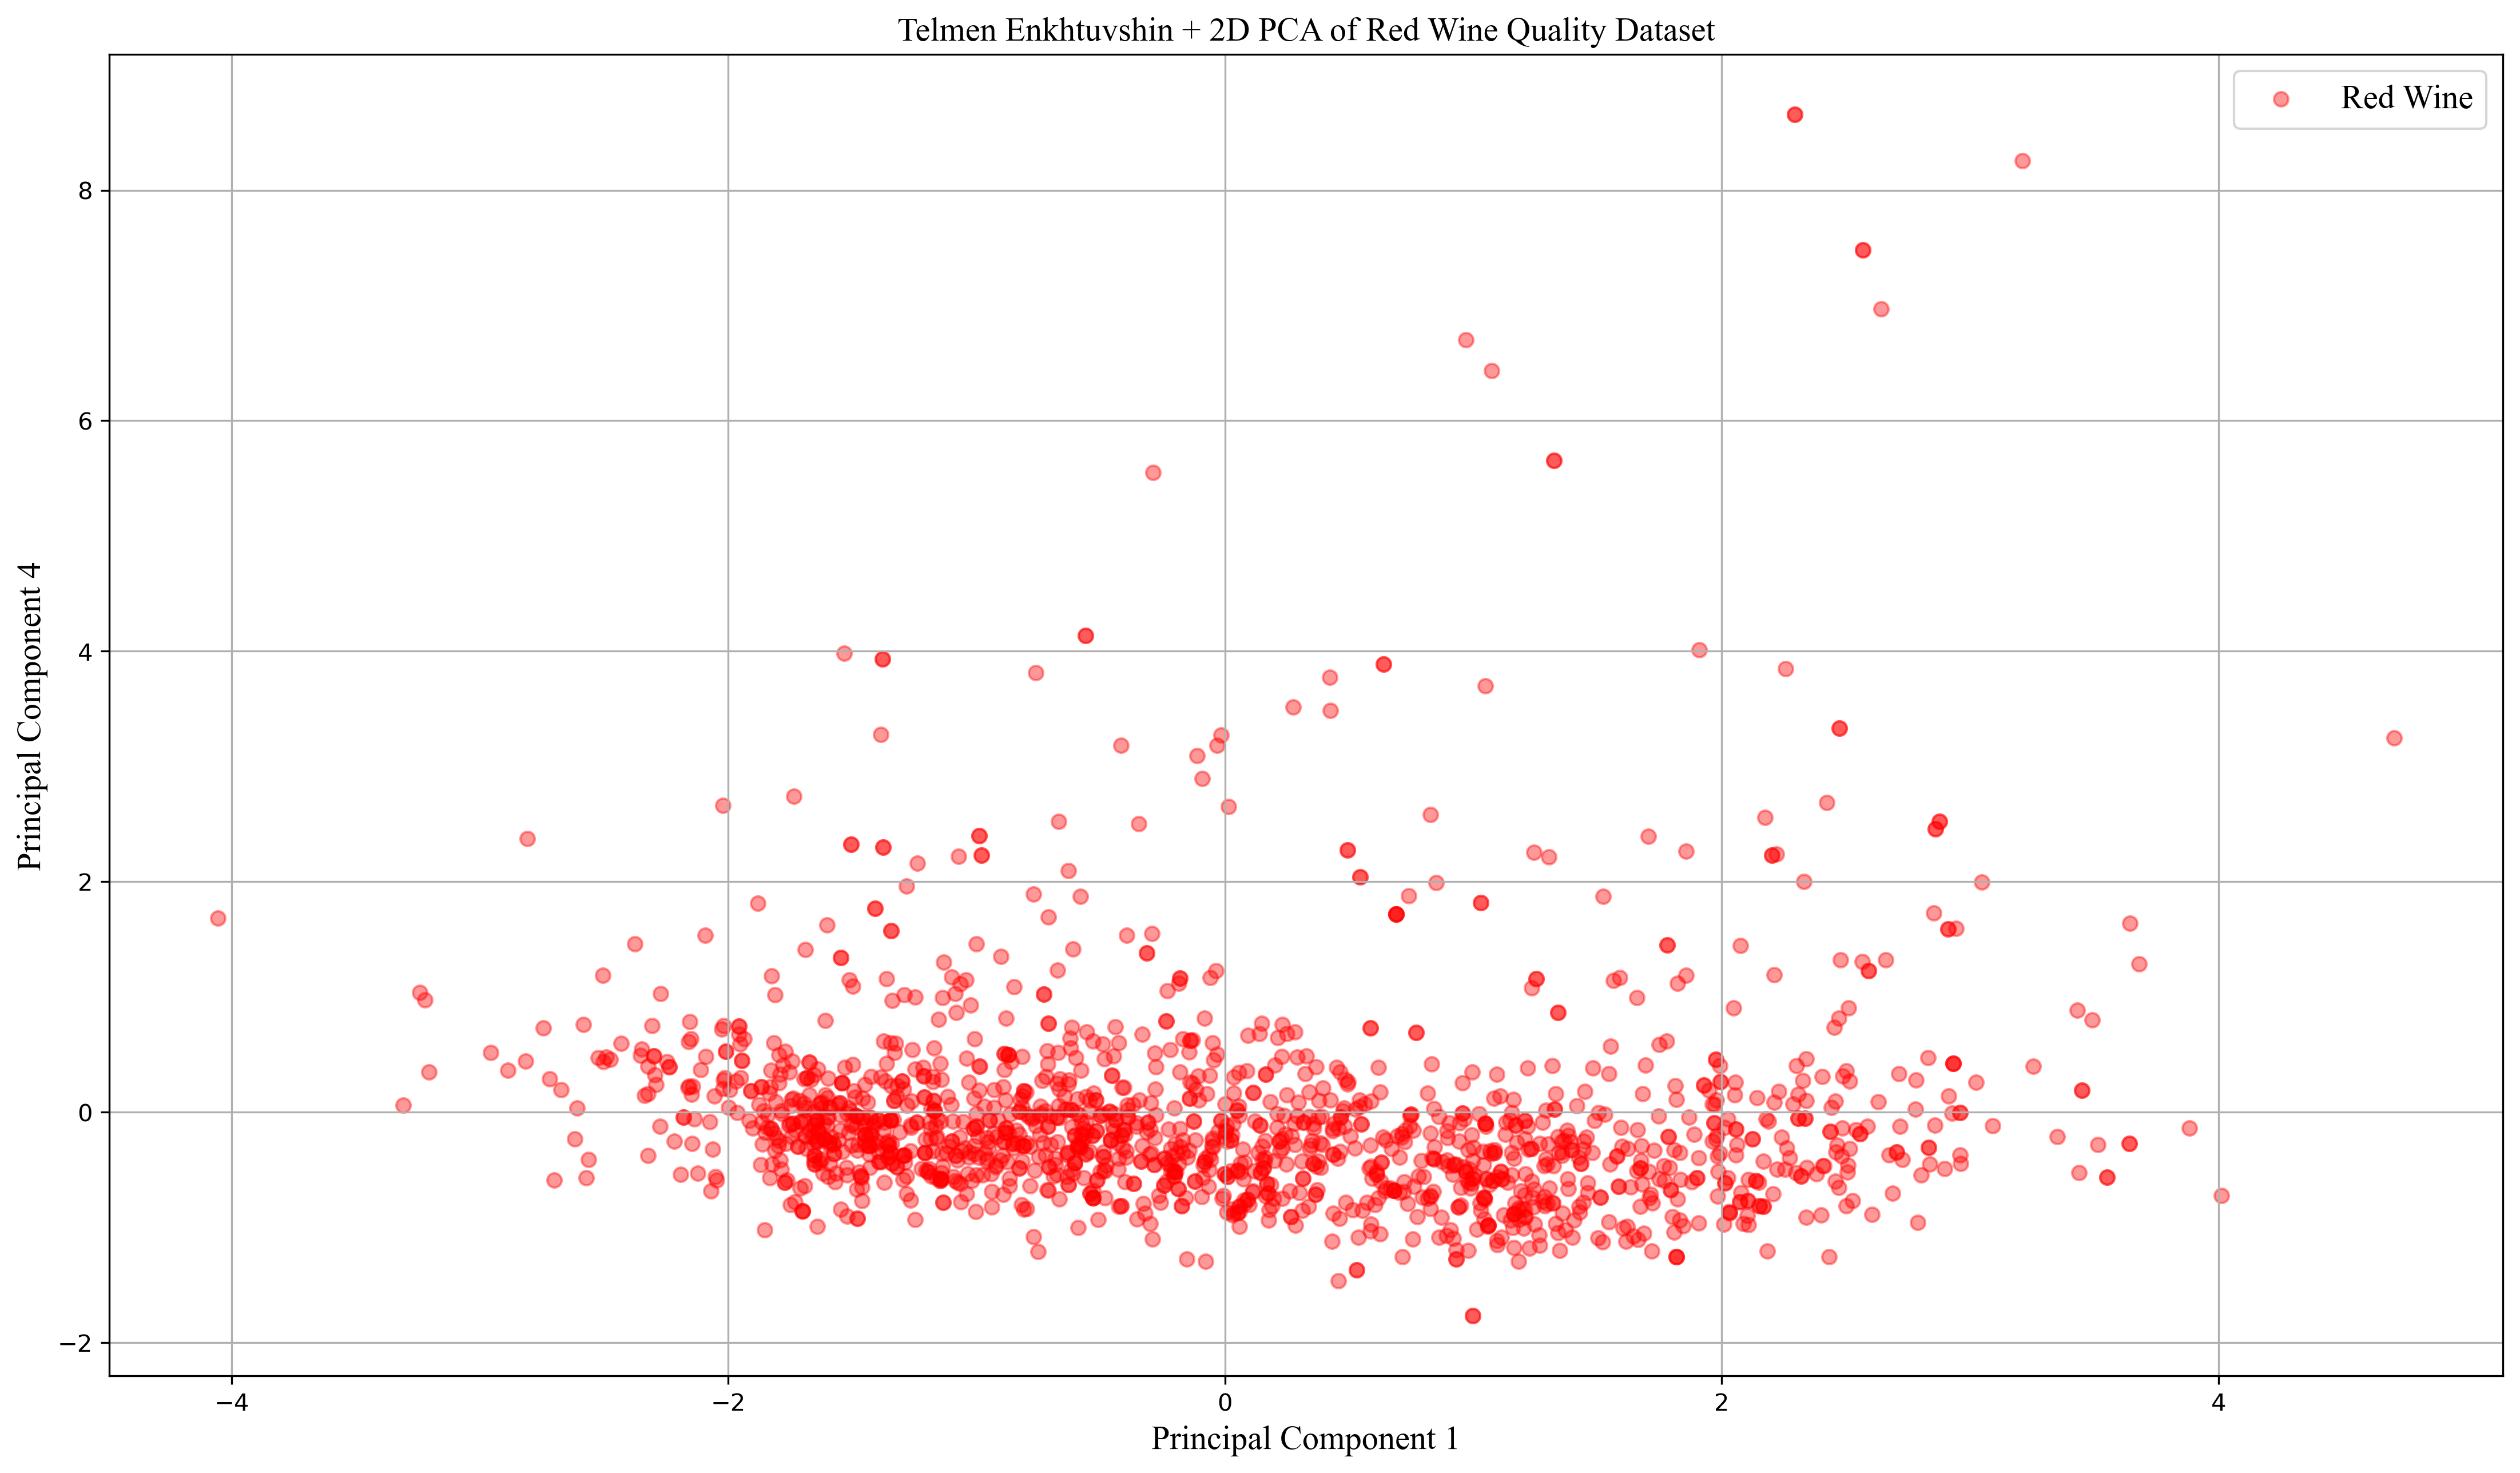 Telmen Enkhtuvshin + 2D PCA of Red Wine Quality Dataset
Red Wine
8
6
4
2
0
−2
Principal Component 4
−4
−2
0
2
4
Principal Component 1